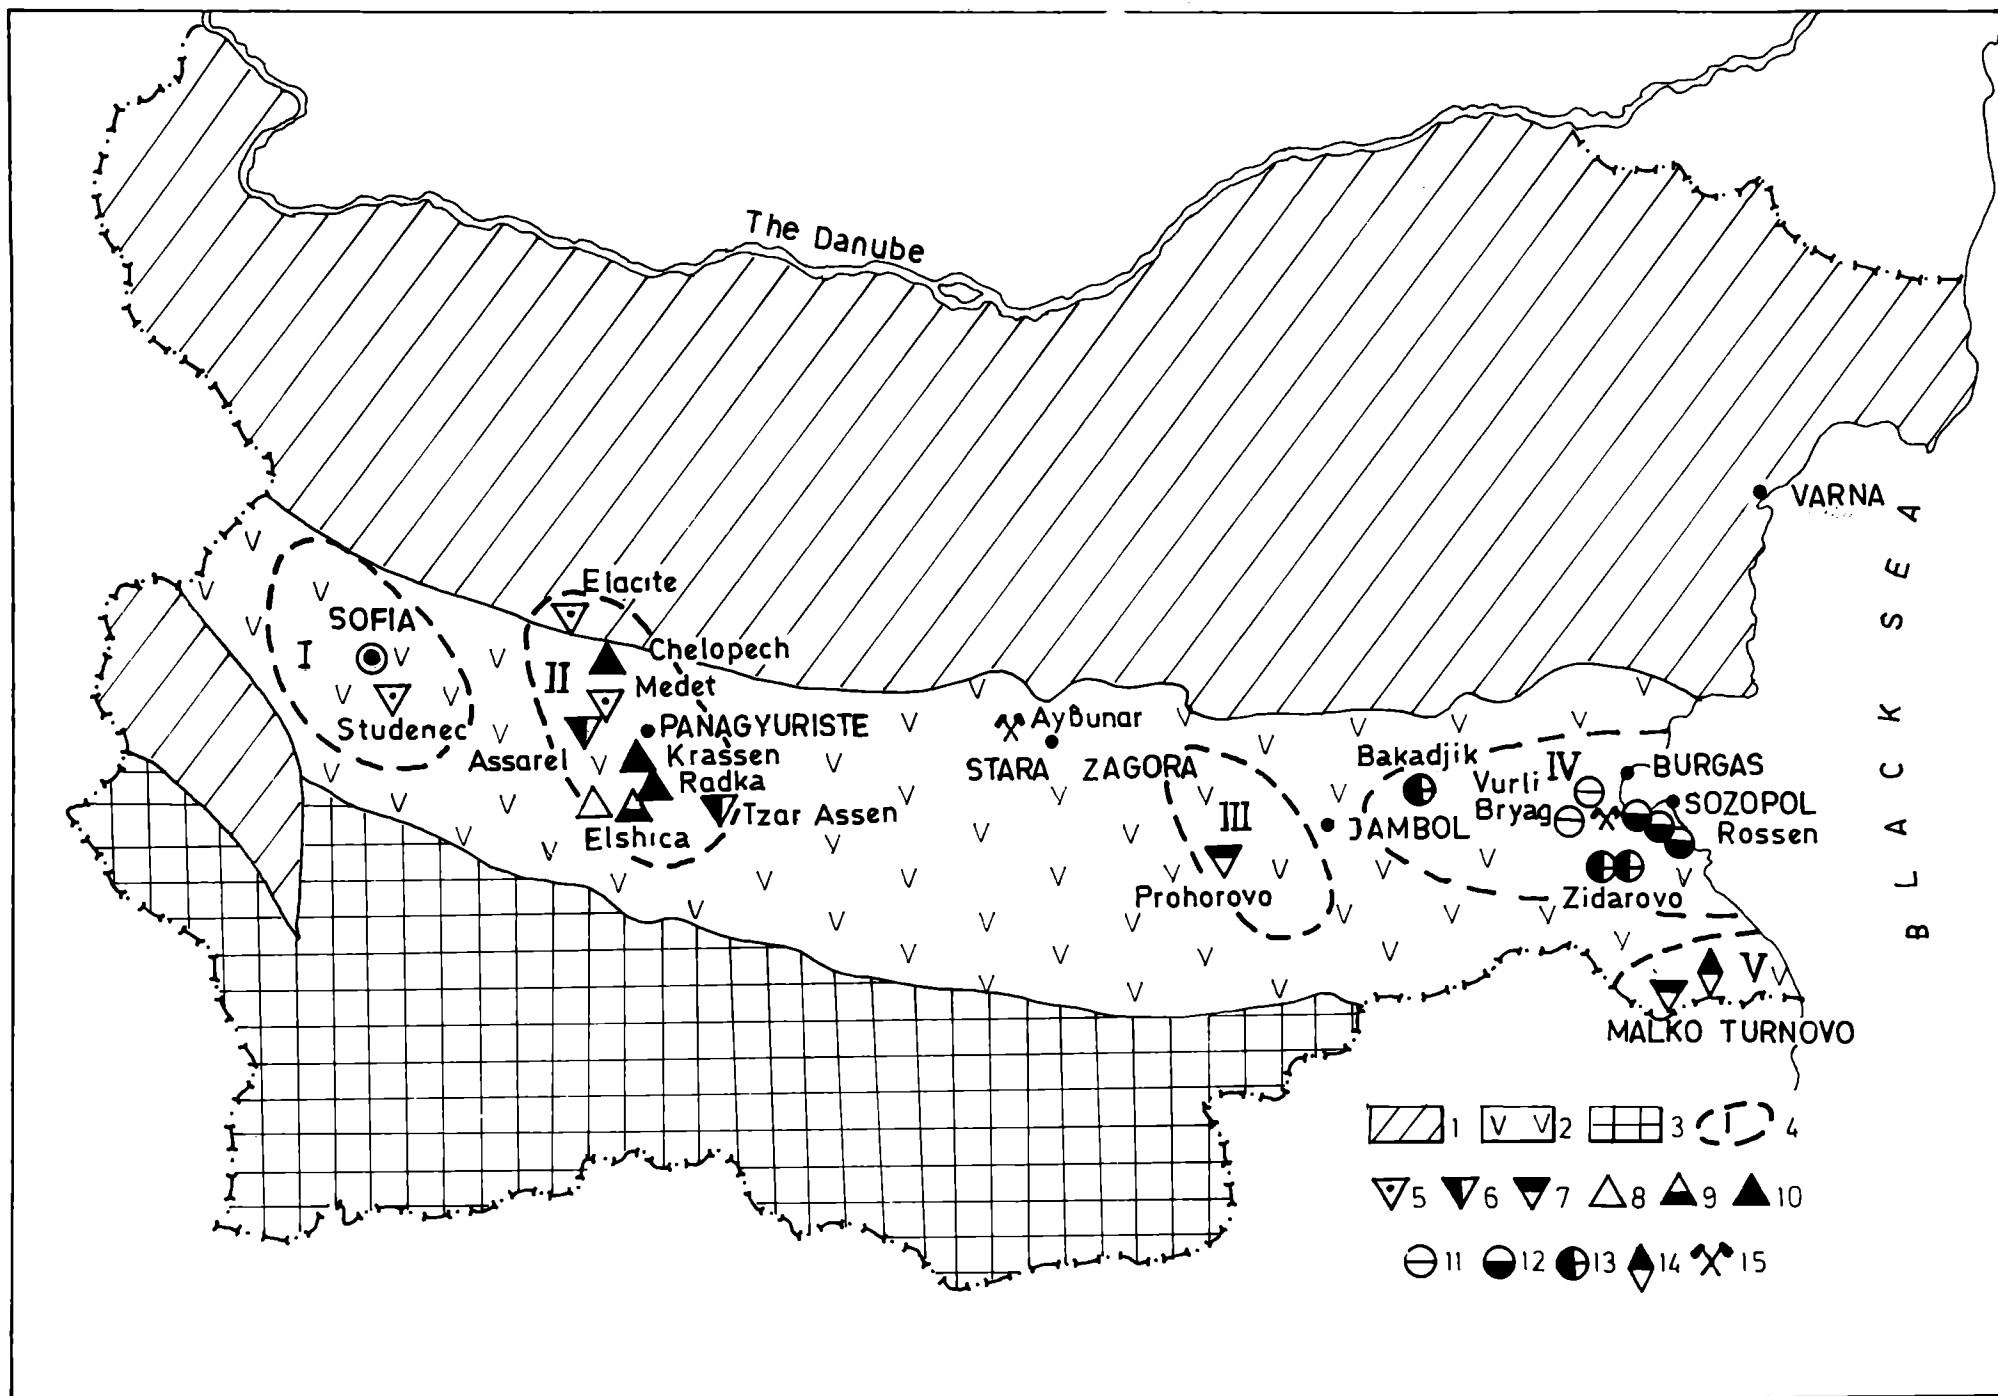 The Danube
VARNA
BLACK SEA
Elacite
SOFIA
I
Chelopech
II
Medet
Studenec
PANAGYURISTE
Assarel
Krassen
Radka
Tzar Assen
Elshica
AyBunar
STARA ZAGORA
III
Prohorovo
JAMBOL
Bakadjik
IV
Vurli
Bryag
BURGAS
SOZOPOL
Rossen
Zidarovo
V
MALKO TURNOVO
1 V V 2 3 I 4
5 6 7 8 9 10
11 12 13 14 15